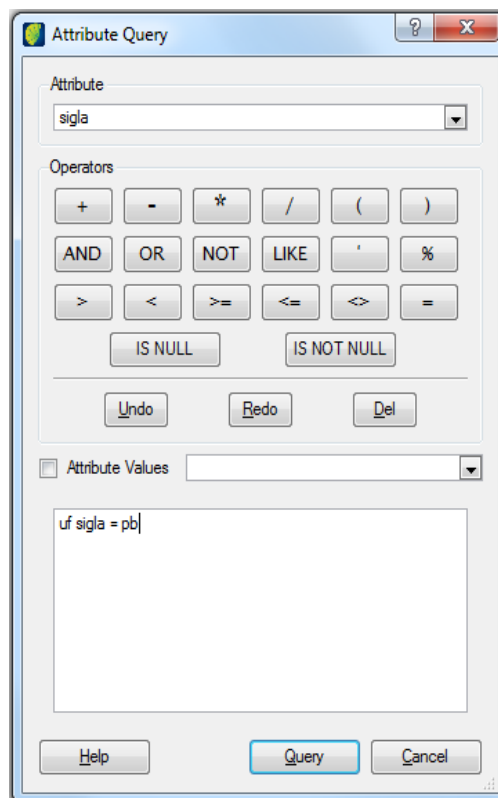 Attribute Query
? X
Attribute
sigla
Operators
+ - * / ( )
AND OR NOT LIKE ' %
> < >= <= <> =
IS NULL IS NOT NULL
Undo Redo Del
Attribute Values
uf sigla = pb
Help Query Cancel